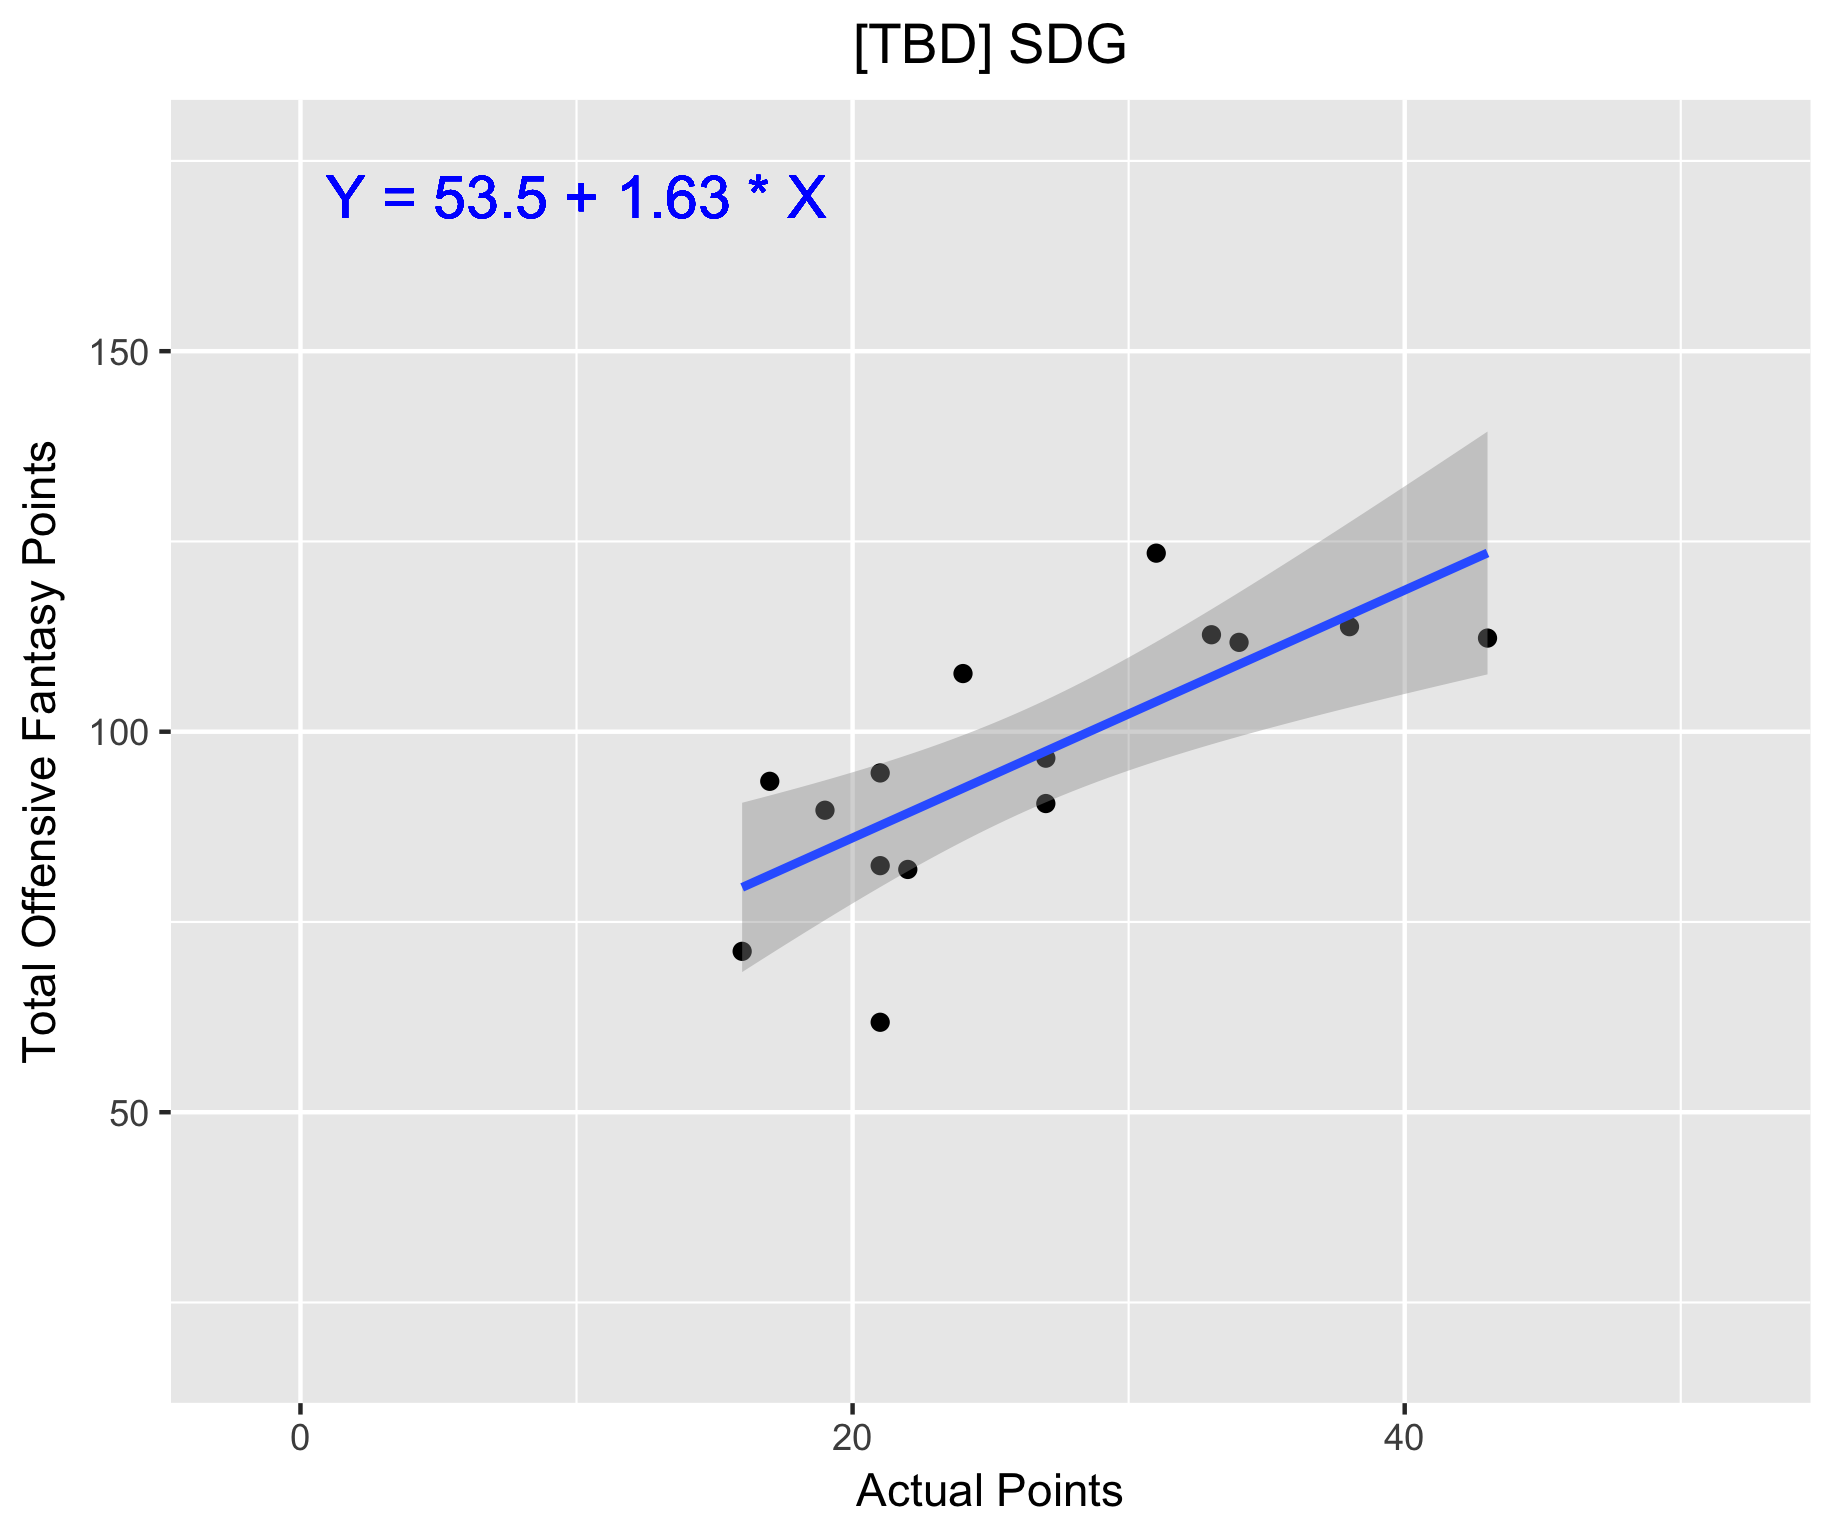 [TBD] SDG
Y = 53.5 + 1.63 * X
150
100
50
Total Offensive Fantasy Points
0
20
40
Actual Points